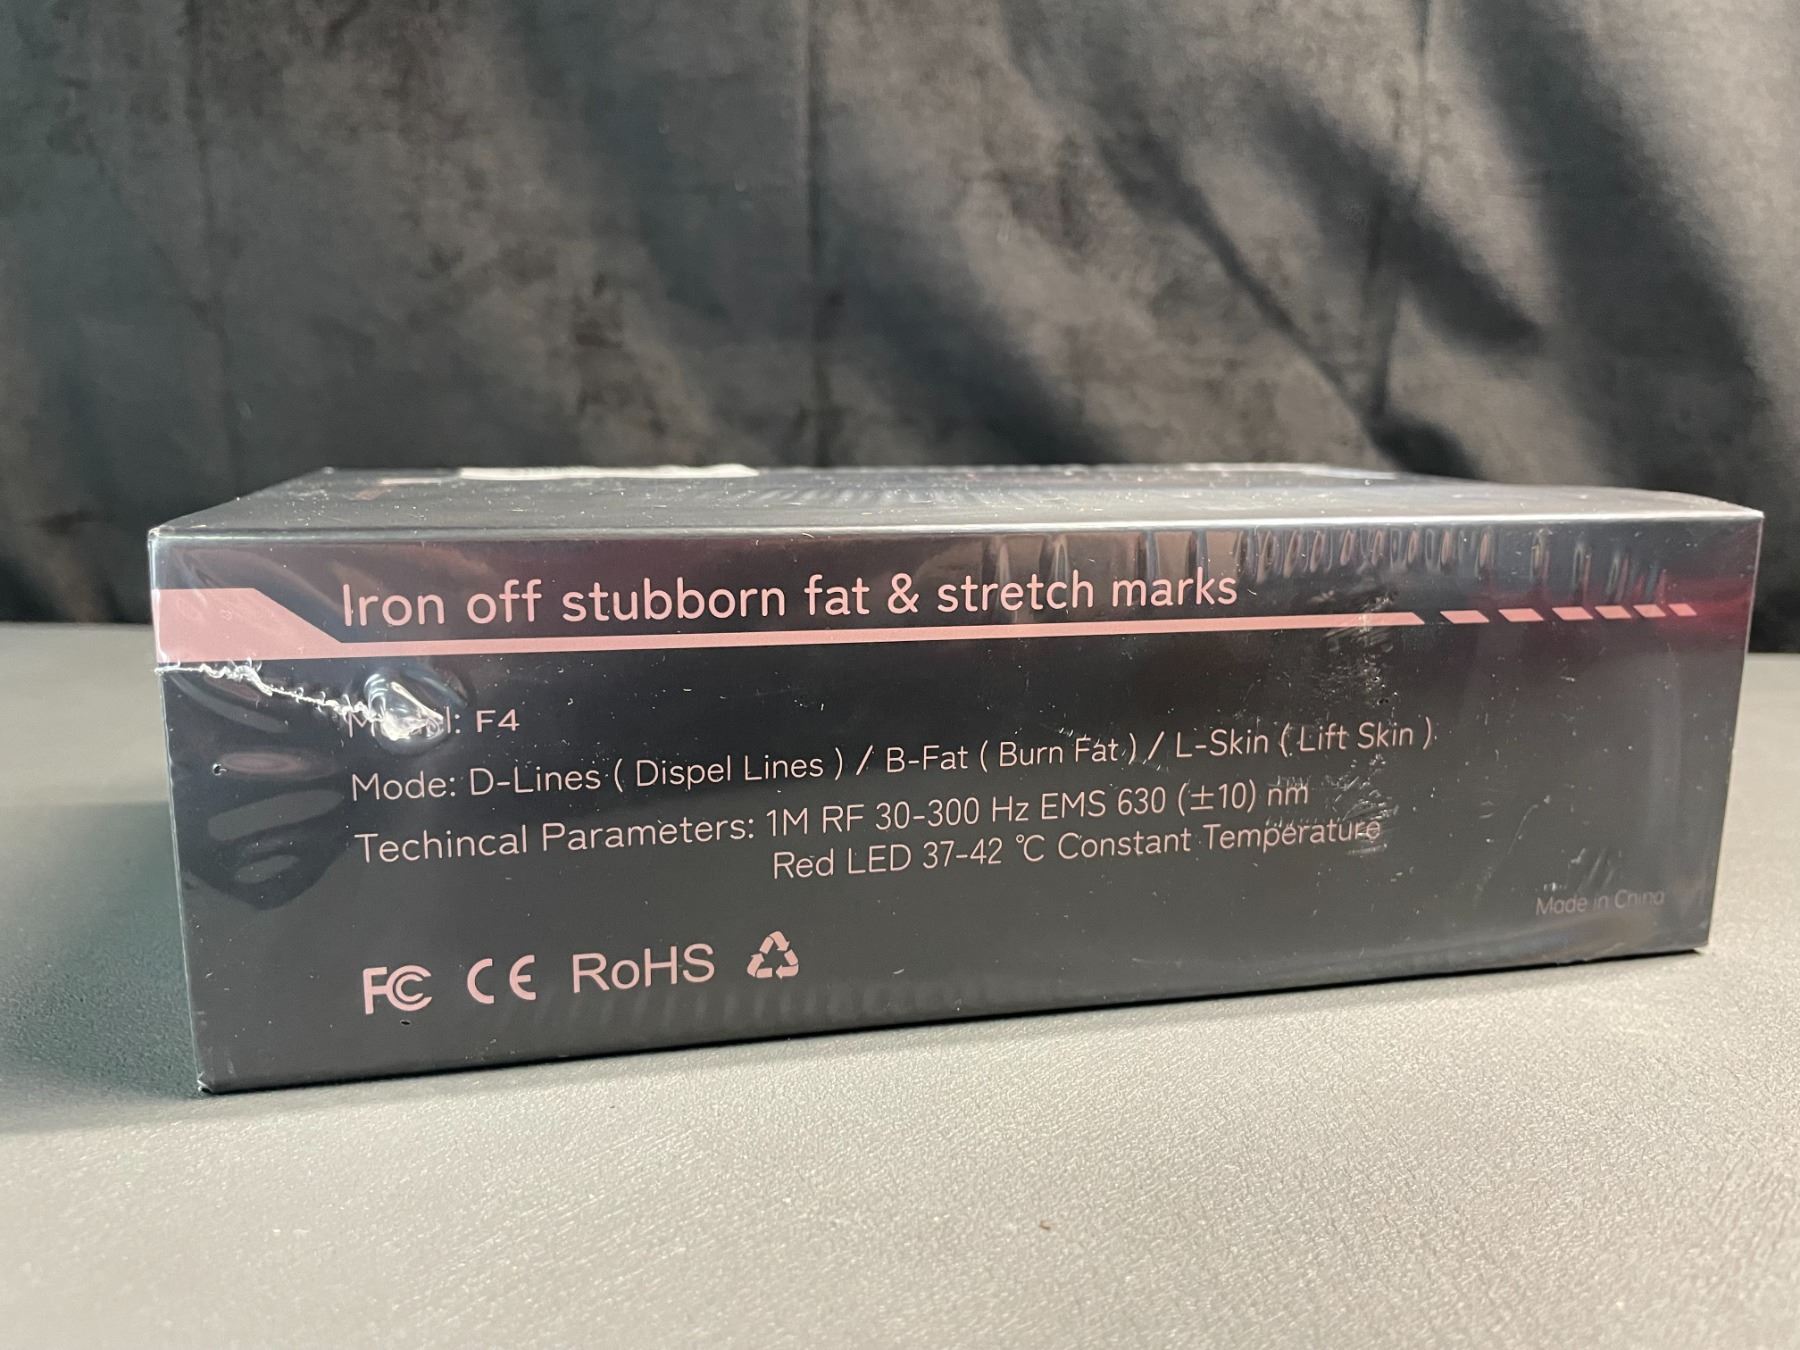 Iron off stubborn fat & stretch marks
Model: F4
Mode: D-Lines ( Dispel Lines ) / B-Fat ( Burn Fat ) / L-Skin ( Lift Skin )
Techincal Parameters: 1M RF 30-300 Hz EMS 630 (±10) nm
Red LED 37-42 ℃ Constant Temperature
Made in China
FC CE RoHS